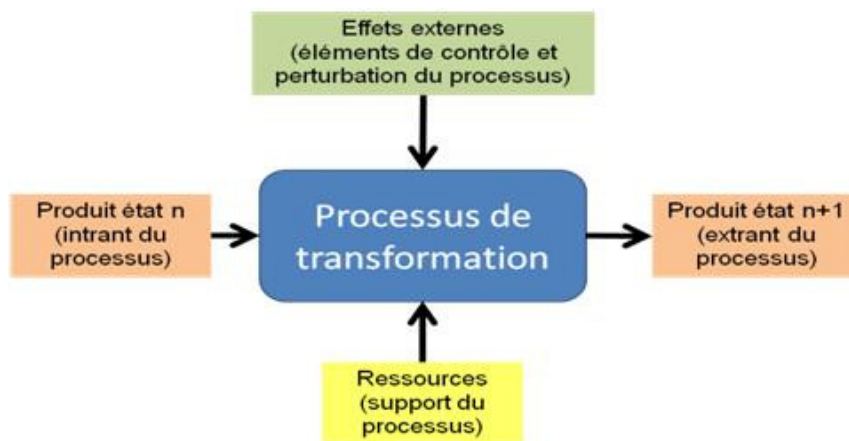 Effets externes
(éléments de contrôle et
perturbation du processus)
Produit état n
(intrant du
processus)
Processus de
transformation
Produit état n+1
(extrant du
processus)
Ressources
(support du
processus)